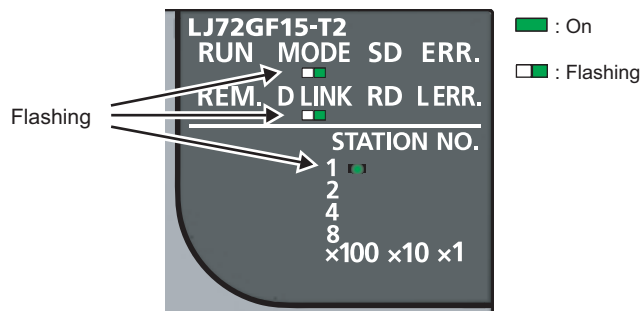 LJ72GF15-T2
RUN MODE SD ERR.
REM. D LINK RD L ERR.
STATION NO.
1
2
4
8
×100 ×10 ×1
Flashing
: On
: Flashing